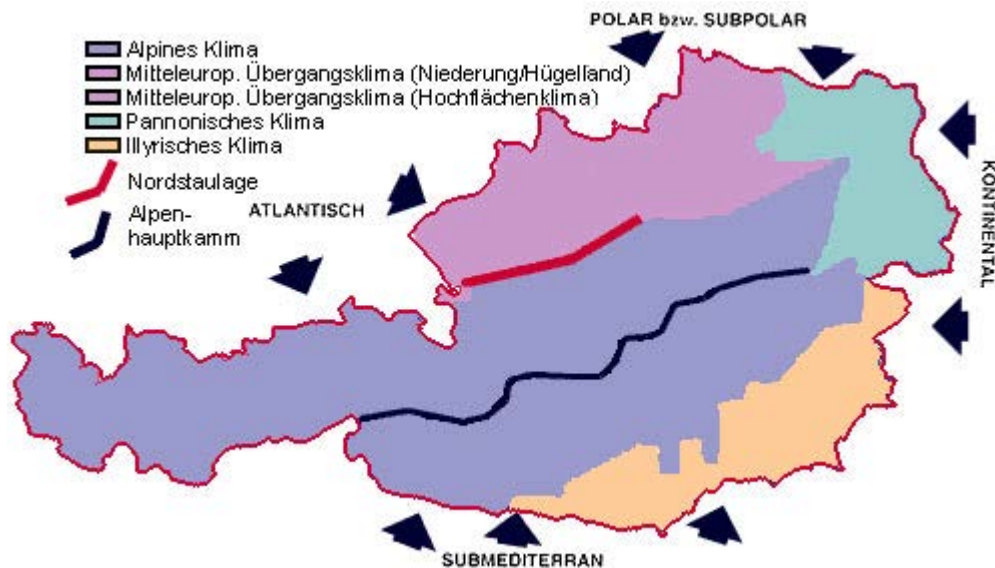 POLAR bzw. SUBPOLAR
Alpines Klima
Mitteleurop. Übergangsklima (Niederung/Hügelland)
Mitteleurop. Übergangsklima (Hochflächenklima)
Pannonisches Klima
Illyrisches Klima
Nordstaulage
Alpen-
hauptkamm
ATLANTISCH
KONTINENTAL
SUBMEDITERRAN